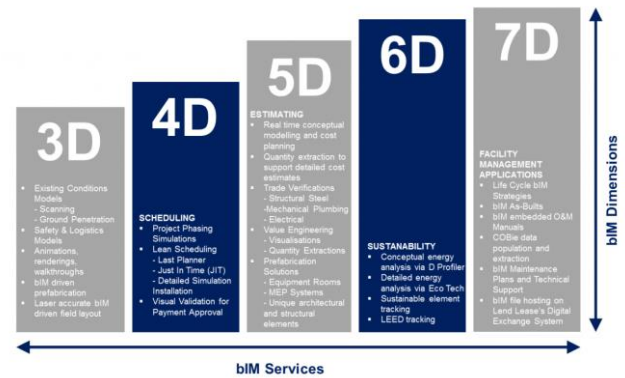 3D
Existing Conditions
Models
- Scanning
- Ground Penetration
Safety & Logistics
Models
Animations,
renderings,
walkthroughs
bIM driven
prefabrication
Laser accurate bIM
driven field layout
4D
SCHEDULING
Project Phasing
Simulations
Lean Scheduling
- Last Planner
- Just In Time (JIT)
- Detailed Simulation
Installation
Visual Validation for
Payment Approval
5D
ESTIMATING
Real time conceptual
modelling and cost
planning
Quantity extraction to
support detailed cost
estimates
Trade Verifications
- Structural Steel
-Mechanical Plumbing
- Electrical
Value Engineering
- Visualisations
- Quantity Extractions
Prefabrication
Solutions
- Equipment Rooms
- MEP Systems
- Unique architectural
and structural
elements
6D
SUSTANABILITY
Conceptual energy
analysis via D Profiler
Detailed energy
analysis via Eco Tech
Sustainable element
tracking
LEED tracking
7D
FACILITY
MANAGEMENT
APPLICATIONS
Life Cycle bIM
Strategies
bIM As-Builts
bIM embedded O&M
Manuals
COBie data
population and
extraction
bIM Maintenance
Plans and Technical
Support
bIM file hosting on
Lend Lease's Digital
Exchange System
bIM Dimensions
bIM Services